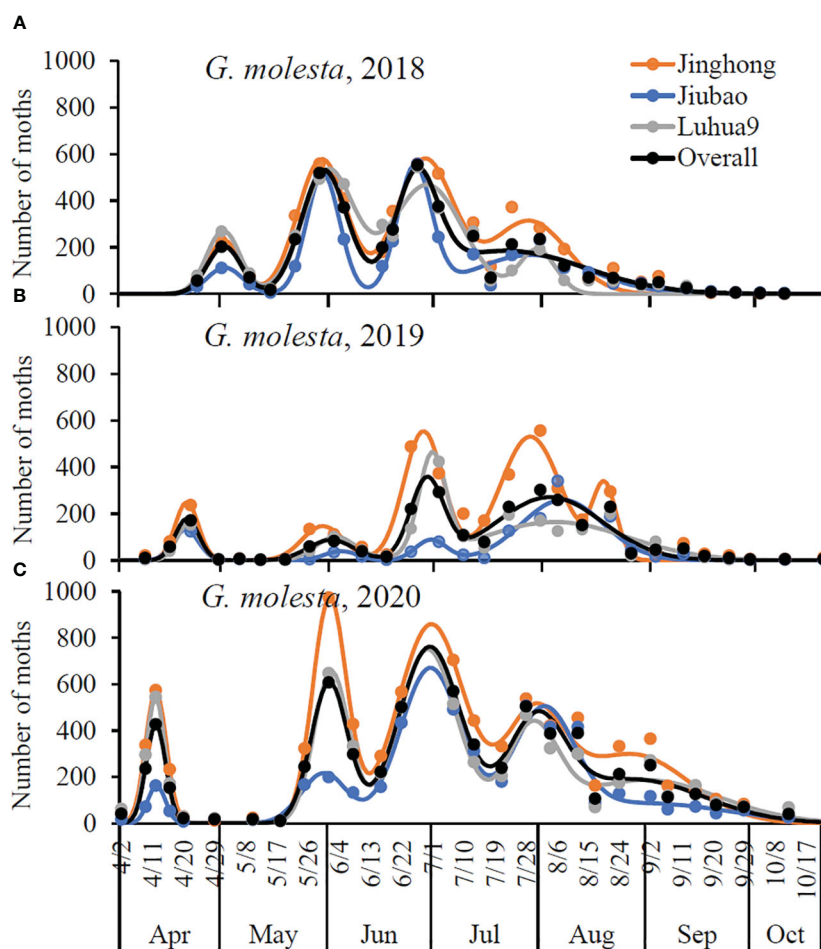 A
G. molesta, 2018
Jinghong
Jiubao
Luhua9
Overall
Number of moths
1000
800
600
400
200
0
B
G. molesta, 2019
Number of moths
1000
800
600
400
200
0
C
G. molesta, 2020
Number of moths
1000
800
600
400
200
0
4/2
4/11
4/20
4/29
5/8
5/17
5/26
6/4
6/13
6/22
7/1
7/10
7/19
7/28
8/6
8/15
8/24
9/2
9/11
9/20
9/29
10/8
10/17
Apr
May
Jun
Jul
Aug
Sep
Oct